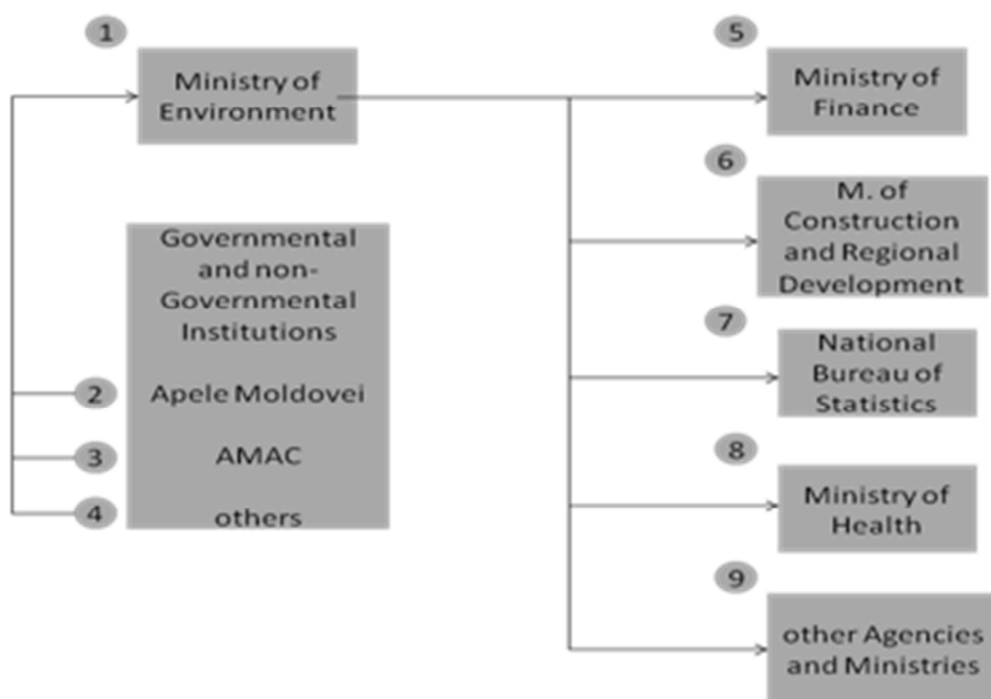 1
Ministry of
Environment
Governmental
and non-
Governmental
Institutions
2
Apele Moldovei
3
AMAC
4
others
5
Ministry of
Finance
6
M. of
Construction
and Regional
Development
7
National
Bureau of
Statistics
8
Ministry of
Health
9
other Agencies
and Ministries